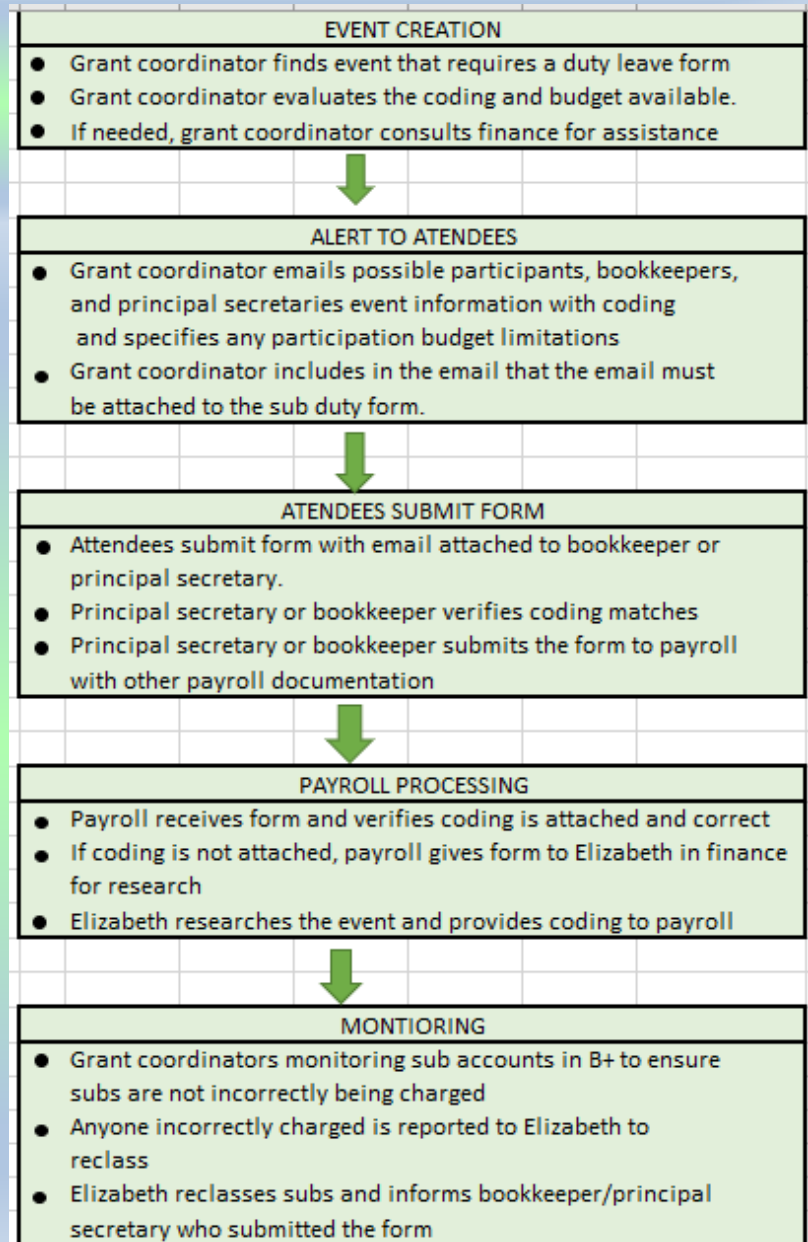 EVENT CREATION
● Grant coordinator finds event that requires a duty leave form
● Grant coordinator evaluates the coding and budget available.
● If needed, grant coordinator consults finance for assistance
ALERT TO ATENDEES
● Grant coordinator emails possible participants, bookkeepers,
and principal secretaries event information with coding
and specifies any participation budget limitations
● Grant coordinator includes in the email that the email must
be attached to the sub duty form.
ATENDEES SUBMIT FORM
● Attendees submit form with email attached to bookkeeper or
principal secretary.
● Principal secretary or bookkeeper verifies coding matches
● Principal secretary or bookkeeper submits the form to payroll
with other payroll documentation
PAYROLL PROCESSING
● Payroll receives form and verifies coding is attached and correct
● If coding is not attached, payroll gives form to Elizabeth in finance
for research
● Elizabeth researches the event and provides coding to payroll
MONTIORING
● Grant coordinators monitoring sub accounts in B+ to ensure
subs are not incorrectly being charged
● Anyone incorrectly charged is reported to Elizabeth to
reclass
● Elizabeth reclasses subs and informs bookkeeper/principal
secretary who submitted the form